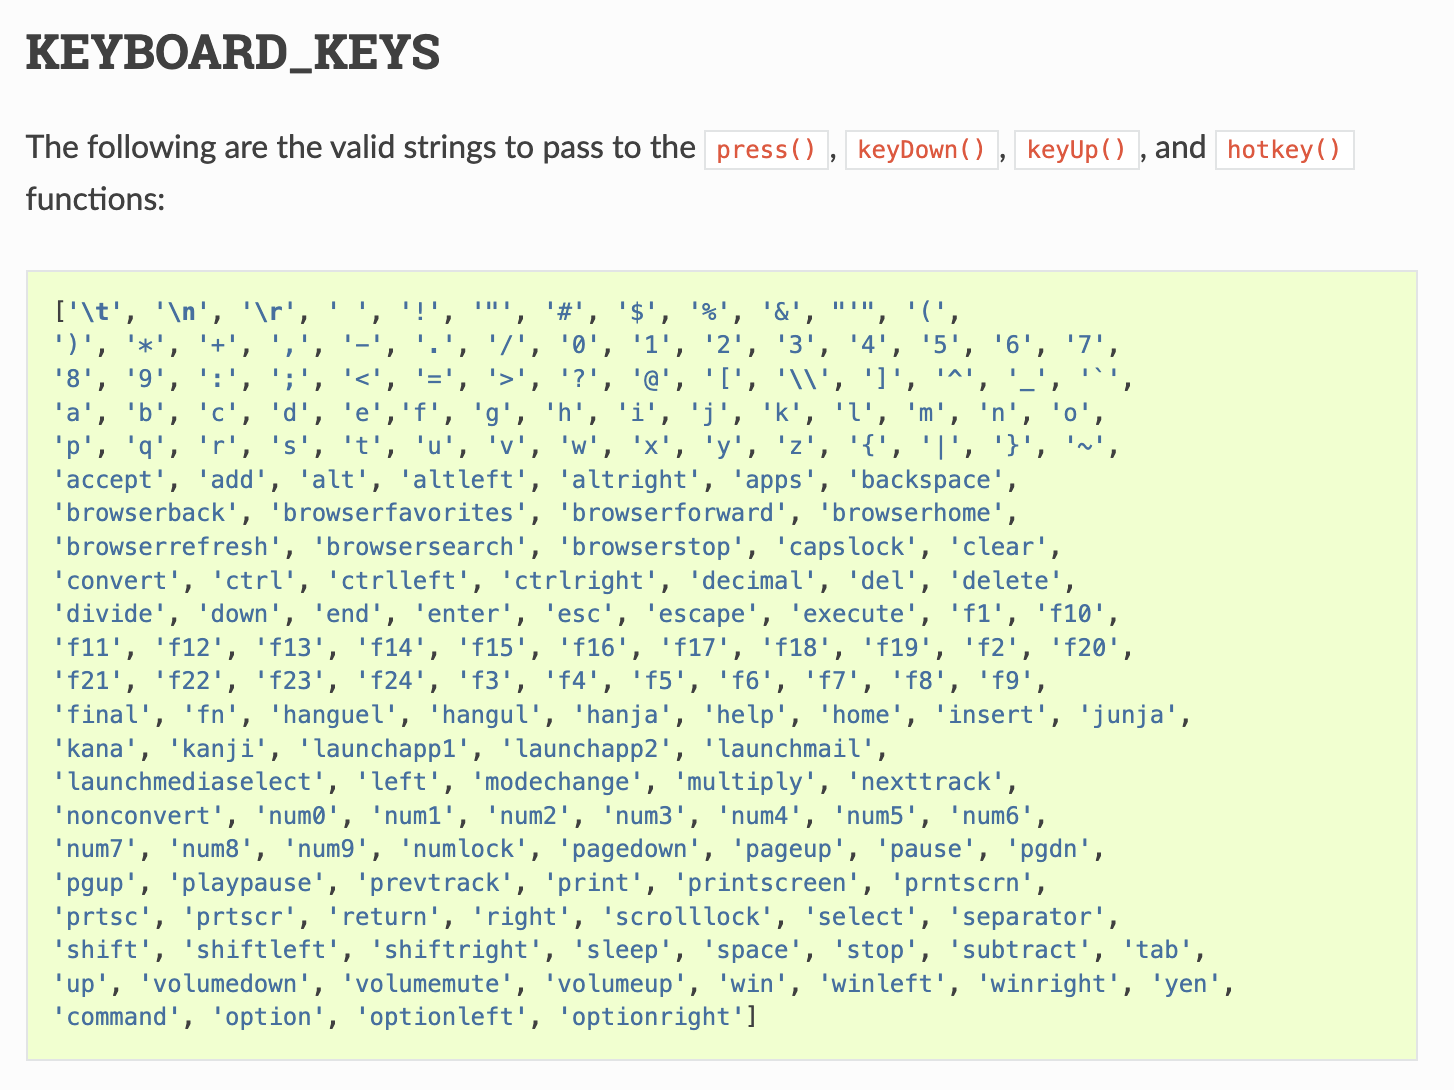 KEYBOARD_KEYS
The following are the valid strings to pass to the press() , keyDown() , keyUp() , and hotkey()
functions:
['\t', '\n', '\r', ' ', '!', '"', '#', '$', '%', '&', "'", '(',
')', '*', '+', ',', '-', '.', '/', '0', '1', '2', '3', '4', '5', '6', '7',
'8', '9', ':', ';', '<', '=', '>', '?', '@', '[', '\\', ']', '^', '_', '`',
'a', 'b', 'c', 'd', 'e','f', 'g', 'h', 'i', 'j', 'k', 'l', 'm', 'n', 'o',
'p', 'q', 'r', 's', 't', 'u', 'v', 'w', 'x', 'y', 'z', '{', '|', '}', '~',
'accept', 'add', 'alt', 'altleft', 'altright', 'apps', 'backspace',
'browserback', 'browserfavorites', 'browserforward', 'browserhome',
'browserrefresh', 'browsersearch', 'browserstop', 'capslock', 'clear',
'convert', 'ctrl', 'ctrlleft', 'ctrlright', 'decimal', 'del', 'delete',
'divide', 'down', 'end', 'enter', 'esc', 'escape', 'execute', 'f1', 'f10',
'f11', 'f12', 'f13', 'f14', 'f15', 'f16', 'f17', 'f18', 'f19', 'f2', 'f20',
'f21', 'f22', 'f23', 'f24', 'f3', 'f4', 'f5', 'f6', 'f7', 'f8', 'f9',
'final', 'fn', 'hanguel', 'hangul', 'hanja', 'help', 'home', 'insert', 'junja',
'kana', 'kanji', 'launchapp1', 'launchapp2', 'launchmail',
'launchmediaselect', 'left', 'modechange', 'multiply', 'nexttrack',
'nonconvert', 'num0', 'num1', 'num2', 'num3', 'num4', 'num5', 'num6',
'num7', 'num8', 'num9', 'numlock', 'pagedown', 'pageup', 'pause', 'pgdn',
'pgup', 'playpause', 'prevtrack', 'print', 'printscreen', 'prntscrn',
'prtsc', 'prtscr', 'return', 'right', 'scrolllock', 'select', 'separator',
'shift', 'shiftleft', 'shiftright', 'sleep', 'space', 'stop', 'subtract', 'tab',
'up', 'volumedown', 'volumemute', 'volumeup', 'win', 'winleft', 'winright', 'yen',
'command', 'option', 'optionleft', 'optionright']